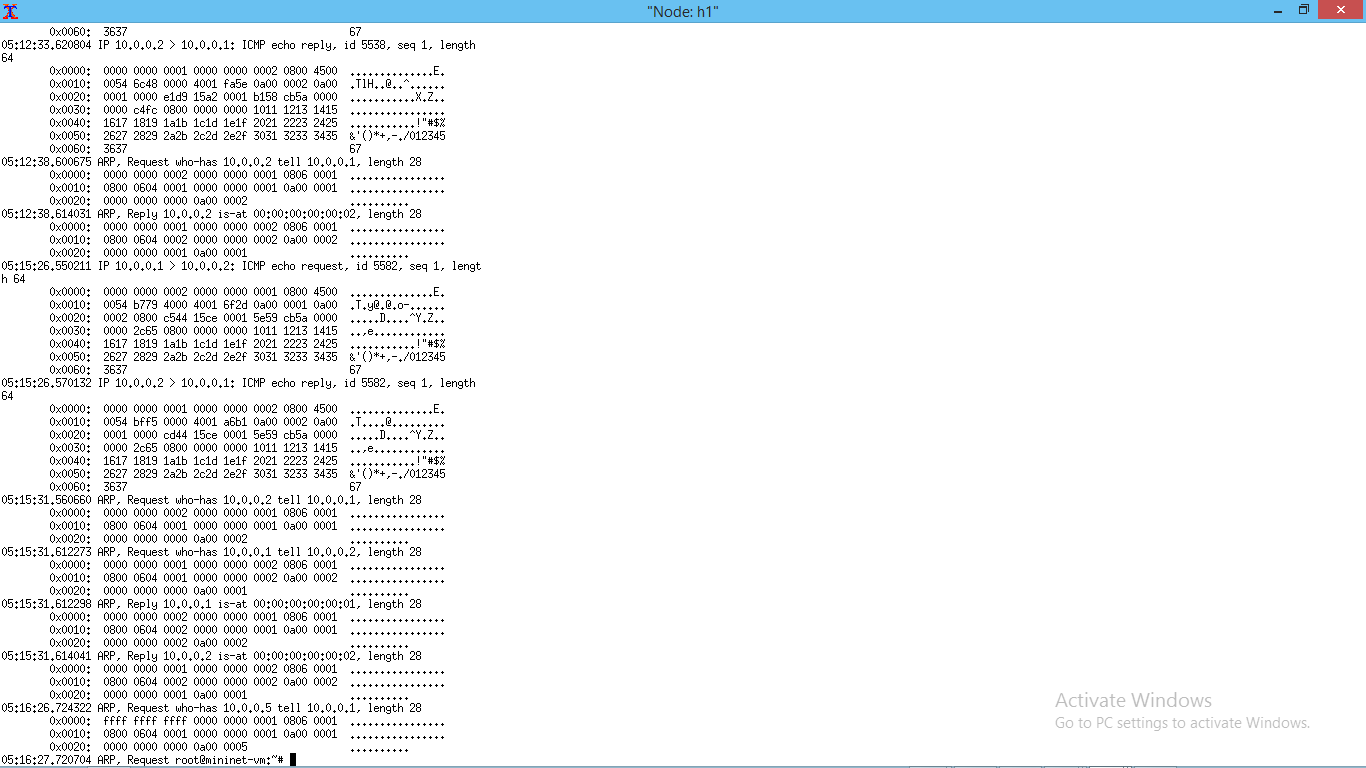 "Node: h1"
0x0060: 3637 67
05:12:33.620804 IP 10.0.0.2 > 10.0.0.1: ICMP echo reply, id 5538, seq 1, length
64
0x0000: 0000 0000 0001 0000 0000 0002 0800 4500 ..............E.
0x0010: 0054 6c48 0000 4001 fa5e 0a00 0002 0a00 .TlH..@..^......
0x0020: 0001 0000 e1d9 15a2 0001 b158 cb5a 0000 ...........X.Z..
0x0030: 0000 c4fc 0800 0000 0000 1011 1213 1415 ................
0x0040: 1617 1819 1a1b 1c1d 1e1f 2021 2223 2425 ...........!"#$%
0x0050: 2627 2829 2a2b 2c2d 2e2f 3031 3233 3435 &'()*+,-./012345
0x0060: 3637 67
05:12:38.600675 ARP, Request who-has 10.0.0.2 tell 10.0.0.1, length 28
0x0000: 0000 0000 0002 0000 0000 0001 0806 0001 ................
0x0010: 0800 0604 0001 0000 0000 0001 0a00 0001 ................
0x0020: 0000 0000 0000 0a00 0002 ..........
05:12:38.614031 ARP, Reply 10.0.0.2 is-at 00:00:00:00:00:02, length 28
0x0000: 0000 0000 0001 0000 0000 0002 0806 0001 ................
0x0010: 0800 0604 0002 0000 0000 0002 0a00 0002 ................
0x0020: 0000 0000 0001 0a00 0001 ..........
05:15:26.550211 IP 10.0.0.1 > 10.0.0.2: ICMP echo request, id 5582, seq 1, lengt
h 64
0x0000: 0000 0000 0002 0000 0000 0001 0800 4500 ..............E.
0x0010: 0054 b779 4000 4001 6f2d 0a00 0001 0a00 .T.y@.@.o-......
0x0020: 0002 0800 c544 15ce 0001 5e59 cb5a 0000 .....D....^Y.Z..
0x0030: 0000 2c65 0800 0000 0000 1011 1213 1415 ..,e............
0x0040: 1617 1819 1a1b 1c1d 1e1f 2021 2223 2425 ...........!"#$%
0x0050: 2627 2829 2a2b 2c2d 2e2f 3031 3233 3435 &'()*+,-./012345
0x0060: 3637 67
05:15:26.570132 IP 10.0.0.2 > 10.0.0.1: ICMP echo reply, id 5582, seq 1, length
64
0x0000: 0000 0000 0001 0000 0000 0002 0800 4500 ..............E.
0x0010: 0054 bff5 0000 4001 a6b1 0a00 0002 0a00 .T....@.........
0x0020: 0001 0000 cd44 15ce 0001 5e59 cb5a 0000 .....D....^Y.Z..
0x0030: 0000 2c65 0800 0000 0000 1011 1213 1415 ..,e............
0x0040: 1617 1819 1a1b 1c1d 1e1f 2021 2223 2425 ...........!"#$%
0x0050: 2627 2829 2a2b 2c2d 2e2f 3031 3233 3435 &'()*+,-./012345
0x0060: 3637 67
05:15:31.560660 ARP, Request who-has 10.0.0.2 tell 10.0.0.1, length 28
0x0000: 0000 0000 0002 0000 0000 0001 0806 0001 ................
0x0010: 0800 0604 0001 0000 0000 0001 0a00 0001 ................
0x0020: 0000 0000 0000 0a00 0002 ..........
05:15:31.612273 ARP, Request who-has 10.0.0.1 tell 10.0.0.2, length 28
0x0000: 0000 0000 0001 0000 0000 0002 0806 0001 ................
0x0010: 0800 0604 0001 0000 0000 0002 0a00 0002 ................
0x0020: 0000 0000 0000 0a00 0001 ..........
05:15:31.612298 ARP, Reply 10.0.0.1 is-at 00:00:00:00:00:01, length 28
0x0000: 0000 0000 0002 0000 0000 0001 0806 0001 ................
0x0010: 0800 0604 0002 0000 0000 0001 0a00 0001 ................
0x0020: 0000 0000 0002 0a00 0002 ..........
05:15:31.614041 ARP, Reply 10.0.0.2 is-at 00:00:00:00:00:02, length 28
0x0000: 0000 0000 0001 0000 0000 0002 0806 0001 ................
0x0010: 0800 0604 0002 0000 0000 0002 0a00 0002 ................
0x0020: 0000 0000 0001 0a00 0001 ..........
05:16:26.724322 ARP, Request who-has 10.0.0.5 tell 10.0.0.1, length 28
0x0000: ffff ffff ffff 0000 0000 0001 0806 0001 ................
0x0010: 0800 0604 0001 0000 0000 0001 0a00 0001 ................
0x0020: 0000 0000 0000 0a00 0005 ..........
05:16:27.720704 ARP, Request root@mininet-vm:~#
Activate Windows
Go to PC settings to activate Windows.